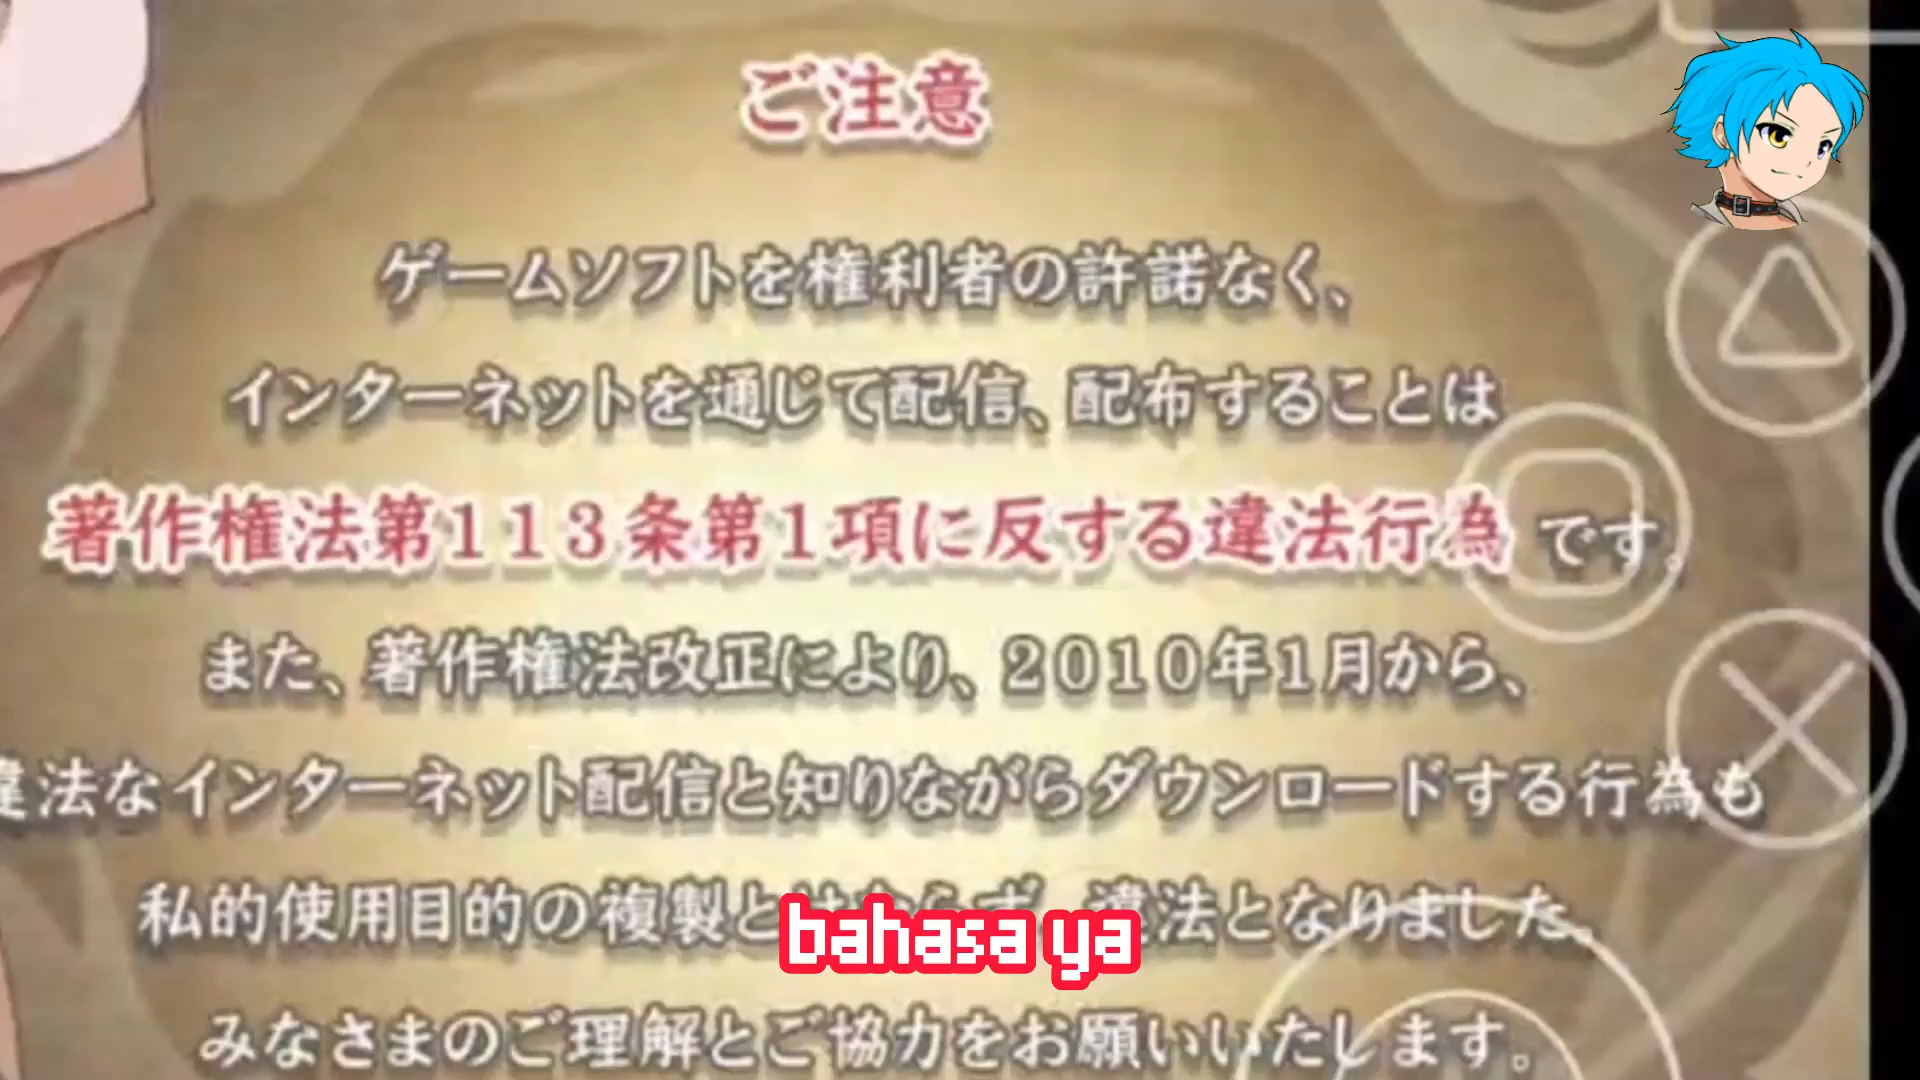 ご注意
ゲームソフトを権利者の許諾なく、
インターネットを通じて配信、配布することは
著作権法第113条第1項に反する違法行為です。
また、著作権法改正により、2010年1月から、
違法なインターネット配信と知りながらダウンロードする行為も
私的使用目的の複製とはならず、違法となりました。
bahasa ya
みなさまのご理解とご協力をお願いいたします。